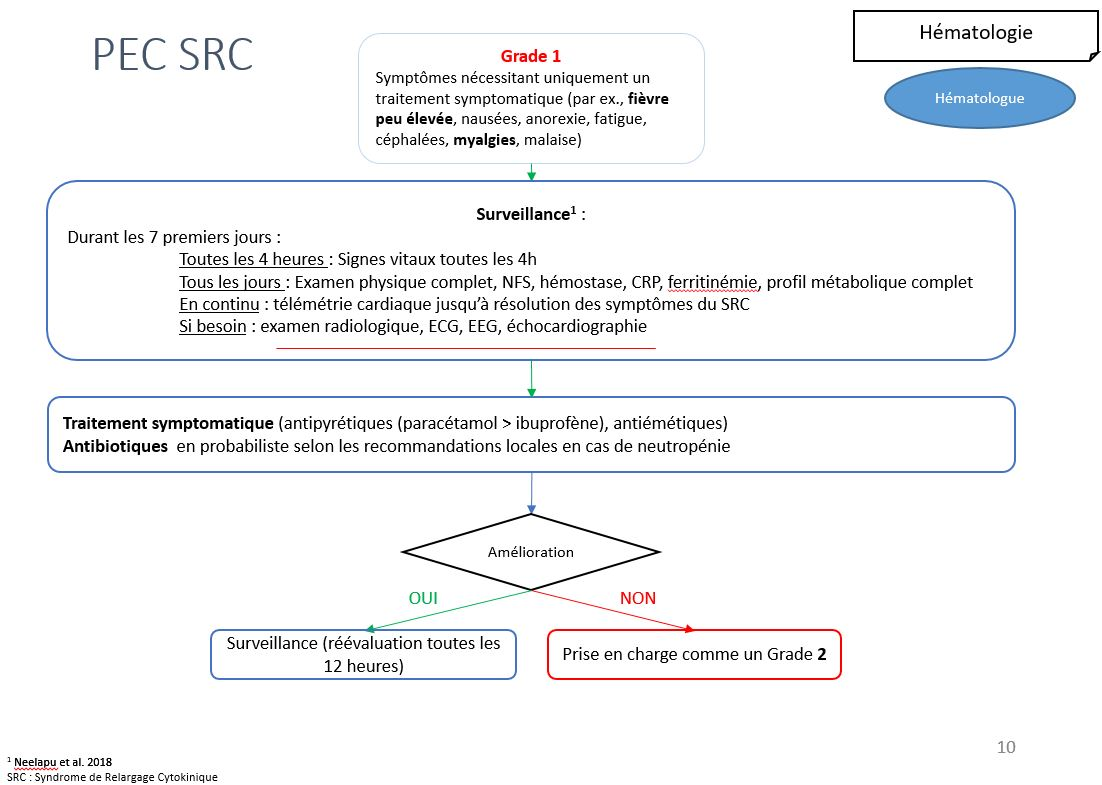 PEC SRC
Hématologie
Hématologue
Grade 1
Symptômes nécessitant uniquement un
traitement symptomatique (par ex., fièvre
peu élevée, nausées, anorexie, fatigue,
céphalées, myalgies, malaise)
Surveillance¹ :
Durant les 7 premiers jours :
Toutes les 4 heures : Signes vitaux toutes les 4h
Tous les jours : Examen physique complet, NFS, hémostase, CRP, ferritinémie, profil métabolique complet
En continu : télémétrie cardiaque jusqu’à résolution des symptômes du SRC
Si besoin : examen radiologique, ECG, EEG, échocardiographie
Traitement symptomatique (antipyrétiques (paracétamol > ibuprofène), antiémétiques)
Antibiotiques en probabiliste selon les recommandations locales en cas de neutropénie
Amélioration
OUI
NON
Surveillance (réévaluation toutes les
12 heures)
Prise en charge comme un Grade 2
10
¹ Neelapu et al. 2018
SRC : Syndrome de Relargage Cytokinique